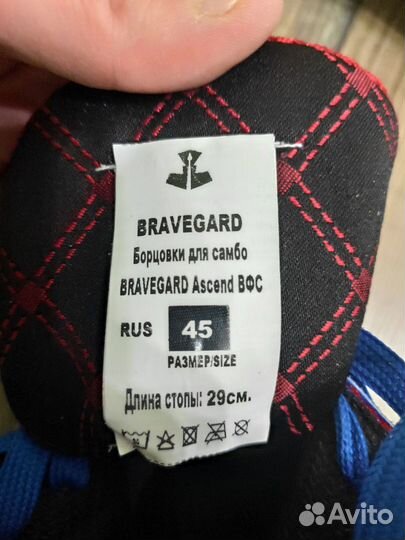 BRAVEGARD
Борцовки для самбо
BRAVEGARD Ascend ВФС
RUS 45
РАЗМЕР/SIZE
Длина стопы: 29см.
Avito